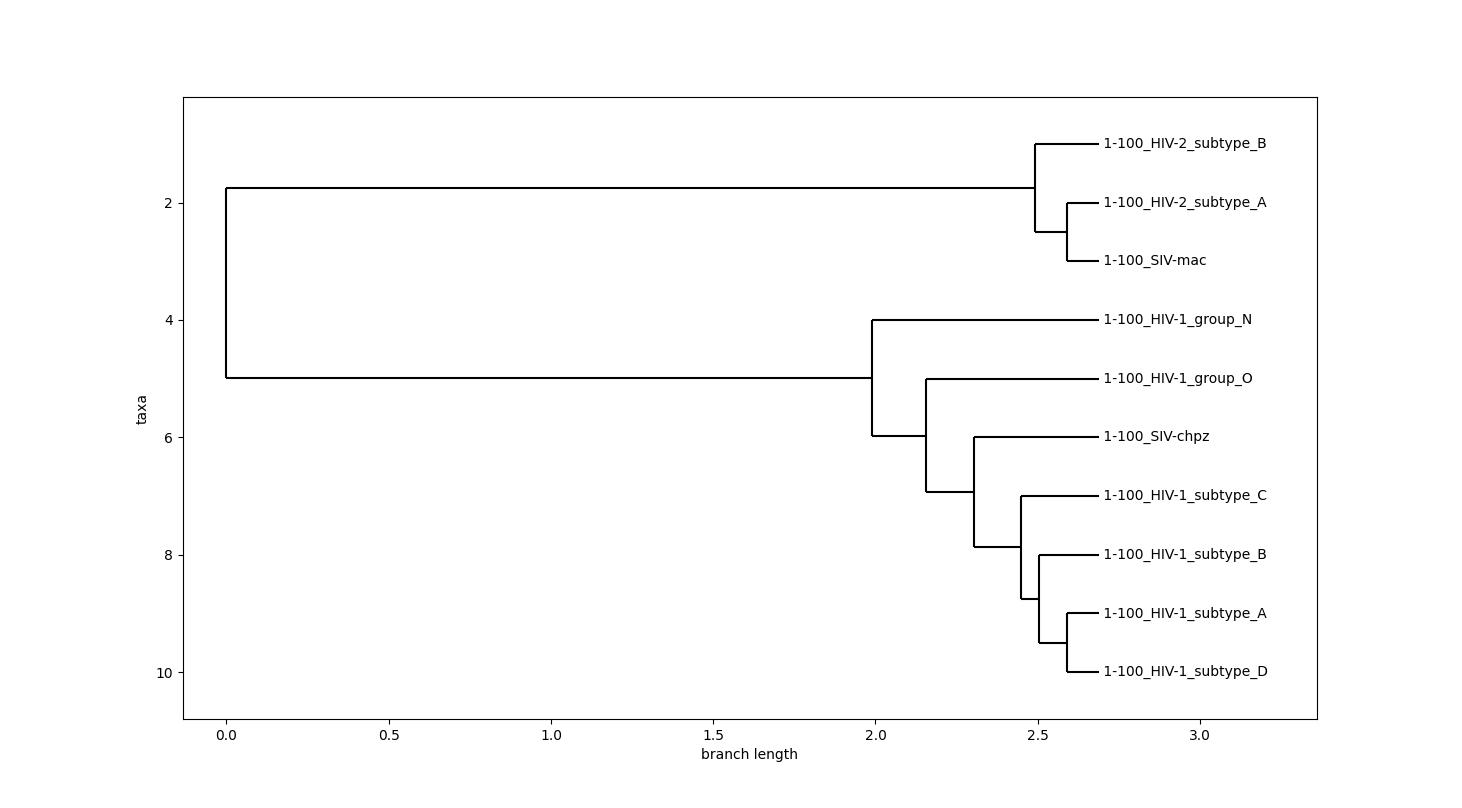 1-100_HIV-2_subtype_B
2
1-100_HIV-2_subtype_A
1-100_SIV-mac
4
1-100_HIV-1_group_N
1-100_HIV-1_group_O
taxa
6
1-100_SIV-chpz
1-100_HIV-1_subtype_C
8
1-100_HIV-1_subtype_B
1-100_HIV-1_subtype_A
10
1-100_HIV-1_subtype_D
0.0 0.5 1.0 1.5 2.0 2.5 3.0
branch length